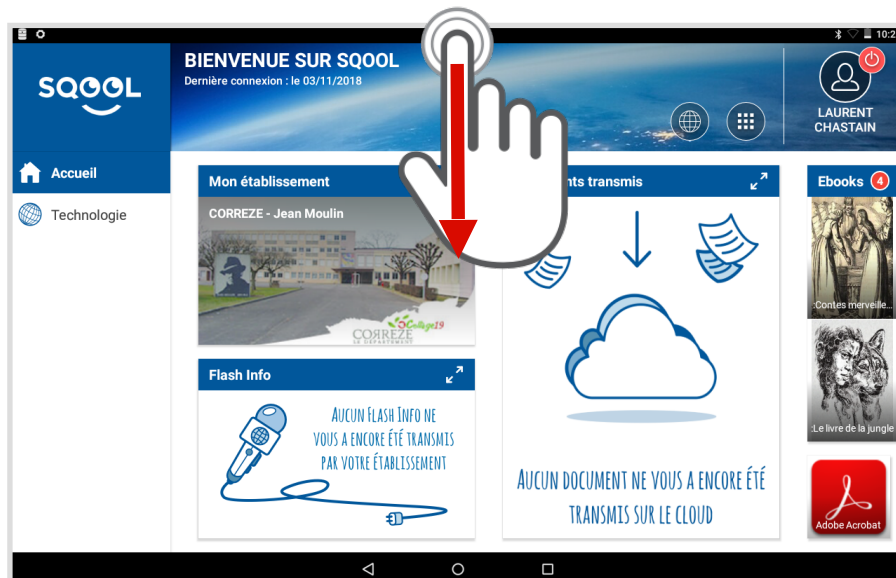 10:2
SQOOL
BIENVENUE SUR SQOOL
Dernière connexion : le 03/11/2018
LAURENT
CHASTAIN
Accueil
Technologie
Mon établissement
CORREZE - Jean Moulin
College19
CORRÈZE
LE DÉPARTEMENT
Flash Info
AUCUN FLASH INFO NE
VOUS A ENCORE ÉTÉ TRANSMIS
PAR VOTRE ÉTABLISSEMENT
nts transmis
AUCUN DOCUMENT NE VOUS A ENCORE ÉTÉ
TRANSMIS SUR LE CLOUD
Ebooks 4
:Contes merveille...
:Le livre de la jungle
Adobe Acrobat